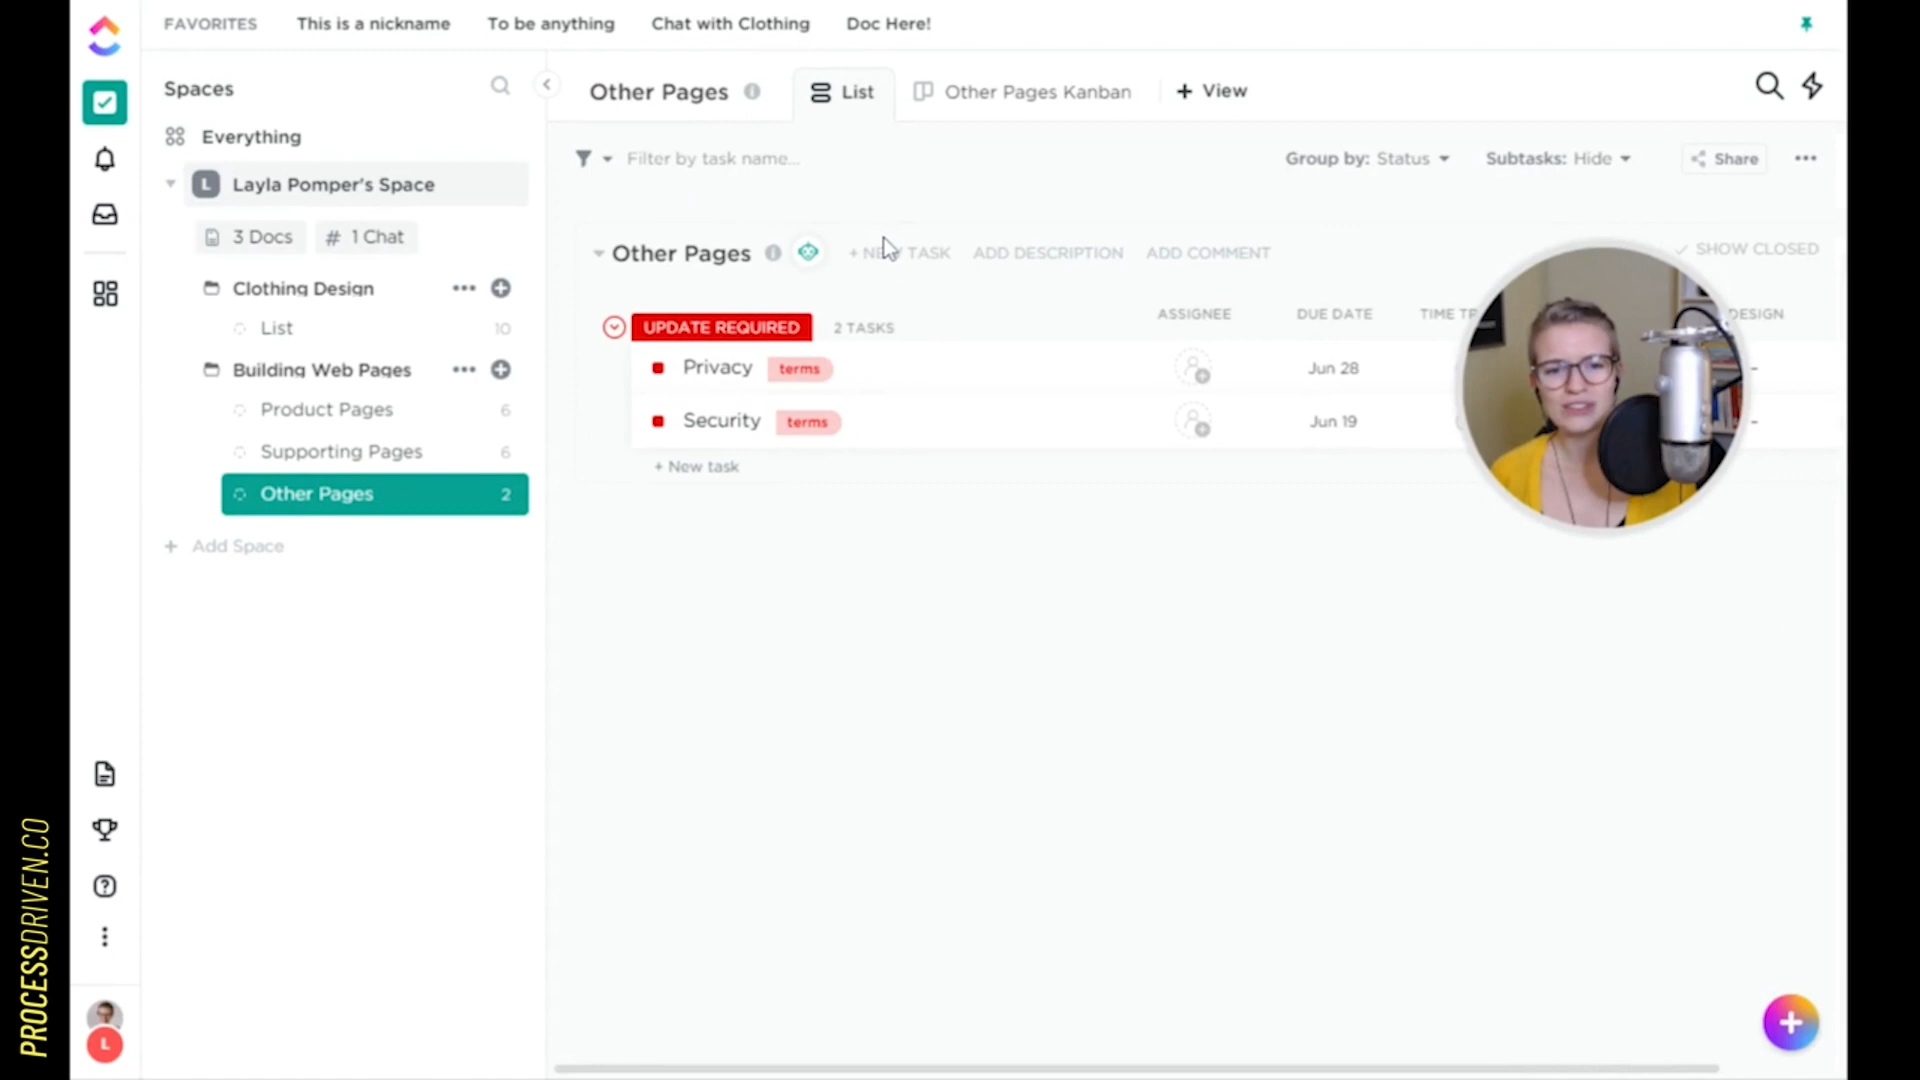 FAVORITES This is a nickname To be anything Chat with Clothing Doc Here!
Spaces
Everything
L Layla Pomper's Space
3 Docs # 1 Chat
Clothing Design
List 10
Building Web Pages
Product Pages 6
Supporting Pages 6
Other Pages 2
+ Add Space
L
PROCESSDRIVEN.CO
Other Pages List Other Pages Kanban + View
Filter by task name... Group by: Status Subtasks: Hide Share
Other Pages + NEW TASK ADD DESCRIPTION ADD COMMENT SHOW CLOSED
UPDATE REQUIRED 2 TASKS ASSIGNEE DUE DATE TIME DESIGN
Privacy terms Jun 28 -
Security terms Jun 19 -
+ New task